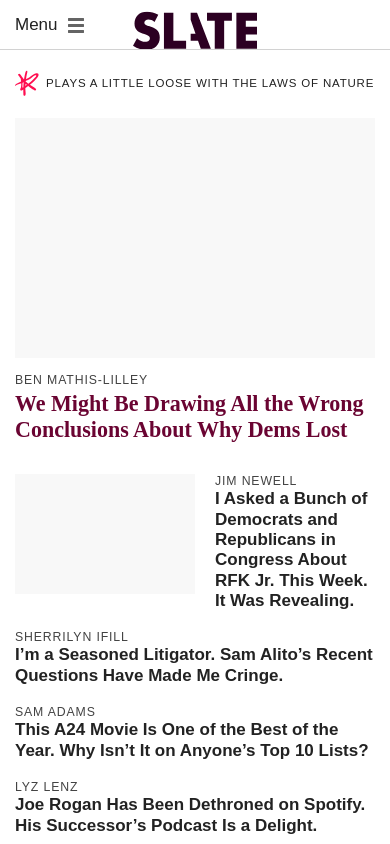 Menu
SLATE
PLAYS A LITTLE LOOSE WITH THE LAWS OF NATURE
BEN MATHIS-LILLEY
We Might Be Drawing All the Wrong
Conclusions About Why Dems Lost
JIM NEWELL
I Asked a Bunch of
Democrats and
Republicans in
Congress About
RFK Jr. This Week.
It Was Revealing.
SHERRILYN IFILL
I’m a Seasoned Litigator. Sam Alito’s Recent
Questions Have Made Me Cringe.
SAM ADAMS
This A24 Movie Is One of the Best of the
Year. Why Isn’t It on Anyone’s Top 10 Lists?
LYZ LENZ
Joe Rogan Has Been Dethroned on Spotify.
His Successor’s Podcast Is a Delight.